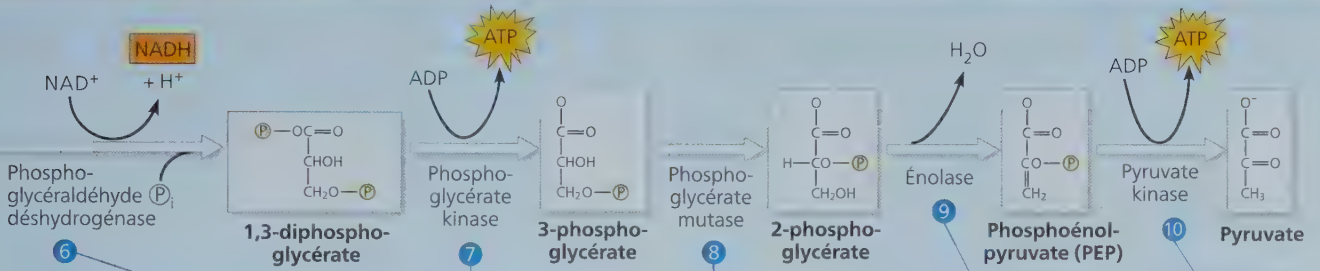 NADH
NAD⁺
+ H⁺
Phospho-
glycéraldéhyde
déshydrogénase
Ⓟi
6
Ⓟ—OC=O
CHOH
CH₂O—Ⓟ
1,3-diphospho-
glycérate
ADP
ATP
Phospho-
glycérate
kinase
7
O
C=O
CHOH
CH₂O—Ⓟ
3-phospho-
glycérate
Phospho-
glycérate
mutase
8
O
C=O
H—CO—Ⓟ
CH₂OH
2-phospho-
glycérate
H₂O
Énolase
9
O
C=O
CO—Ⓟ
CH₂
Phosphoénol-
pyruvate (PEP)
ADP
ATP
Pyruvate
kinase
10
O⁻
C=O
C=O
CH₃
Pyruvate